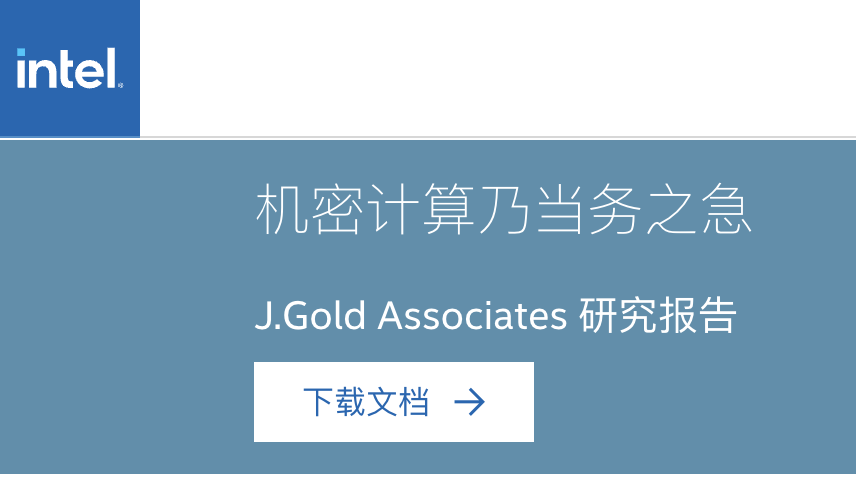 intel®
机密计算乃当务之急
J.Gold Associates 研究报告
下载文档 →